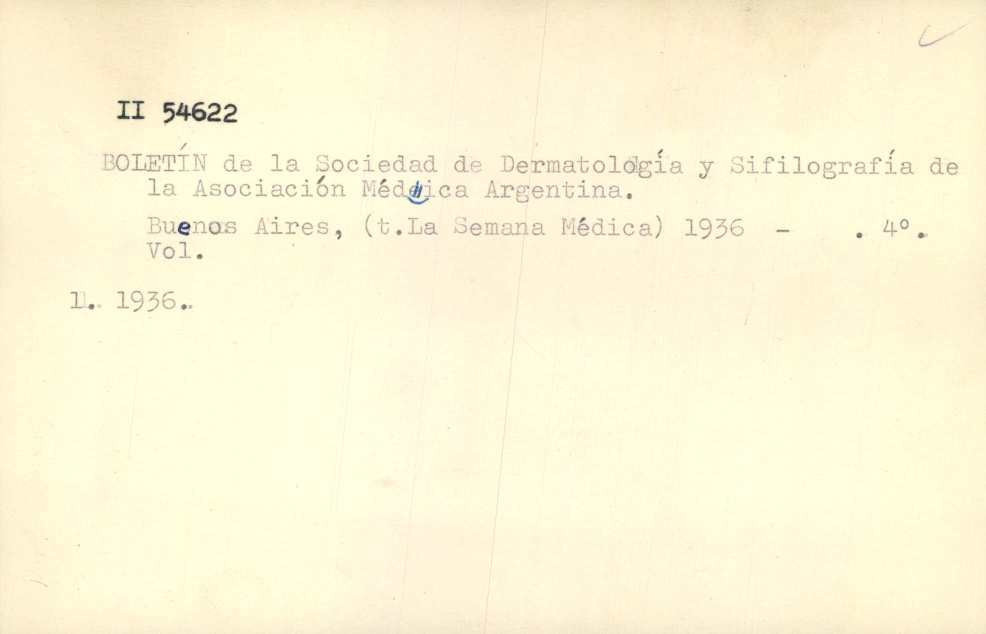 II 54622
BOLETÍN de la Sociedad de Dermatología y Sifilografía de
la Asociación Médica Argentina.
Buenos Aires, (t.La Semana Médica) 1936 - . 4º.
Vol.
1. 1936.